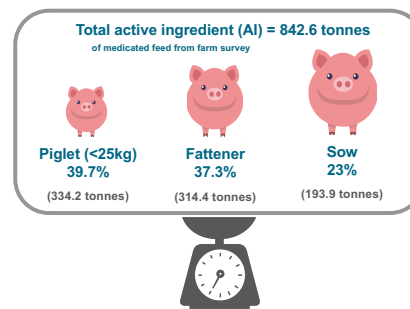 Total active ingredient (AI) = 842.6 tonnes
of medicated feed from farm survey
Piglet (<25kg)
39.7%
(334.2 tonnes)
Fattener
37.3%
(314.4 tonnes)
Sow
23%
(193.9 tonnes)